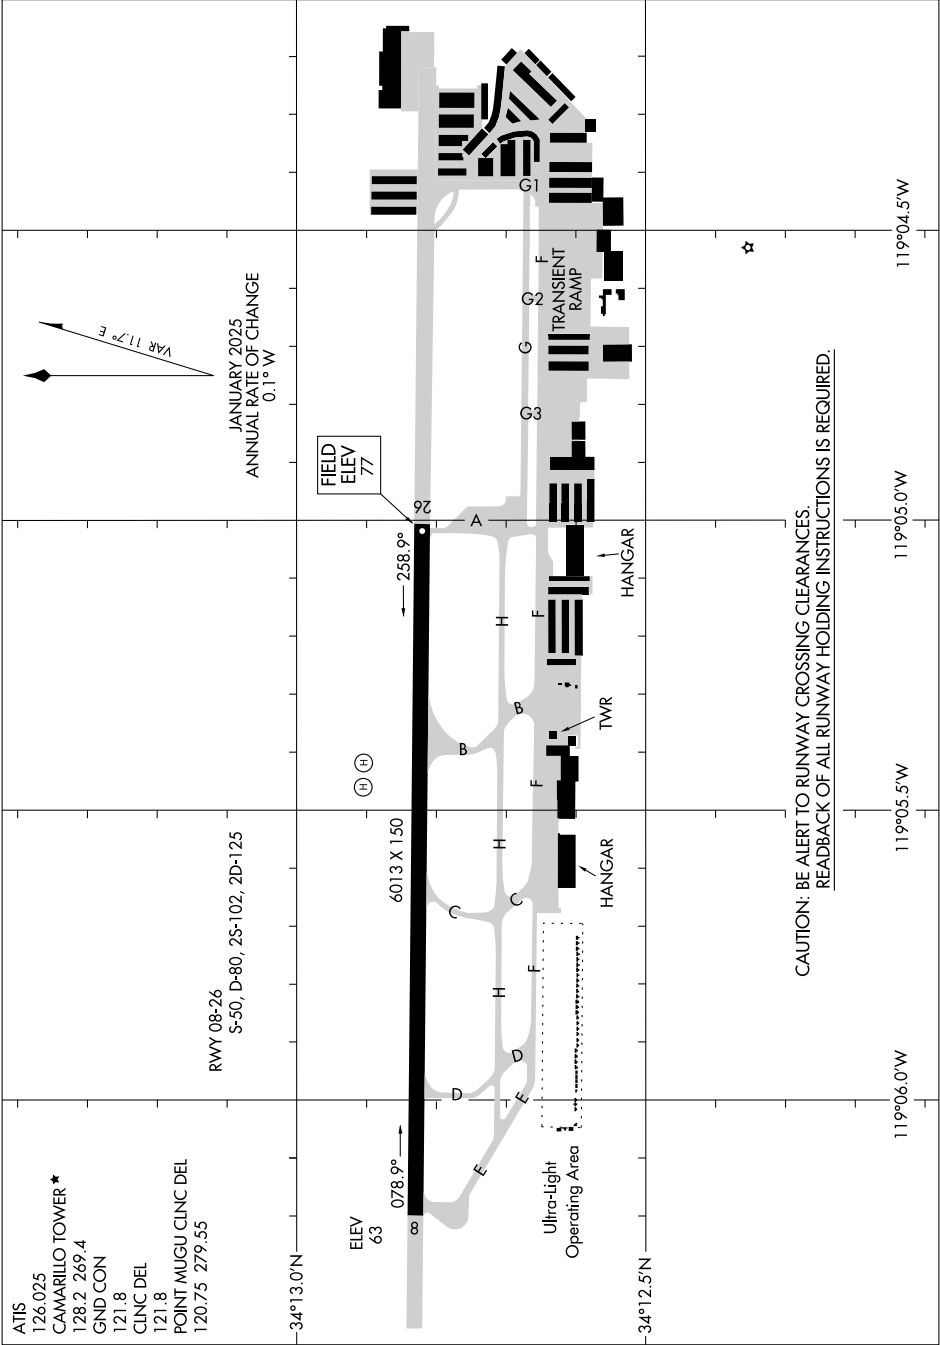 ATIS
126.025
CAMARILLO TOWER ★
128.2 269.4
GND CON
121.8
CLNC DEL
121.8
POINT MUGU CLNC DEL
120.75 279.55
RWY 08-26
S-50, D-80, 2S-102, 2D-125
VAR 11.7° E
JANUARY 2025
ANNUAL RATE OF CHANGE
0.1° W
34°13.0'N
ELEV
63
8
078.9°
6013 X 150
H
H
258.9°
FIELD
ELEV
77
26
E
D
C
B
A
H
H
H
E
D
C
B
F
F
F
G3
G
G2
F
G1
TRANSIENT
RAMP
Ultra-Light
Operating Area
HANGAR
TWR
HANGAR
34°12.5'N
CAUTION: BE ALERT TO RUNWAY CROSSING CLEARANCES.
READBACK OF ALL RUNWAY HOLDING INSTRUCTIONS IS REQUIRED.
119°06.0'W
119°05.5'W
119°05.0'W
119°04.5'W